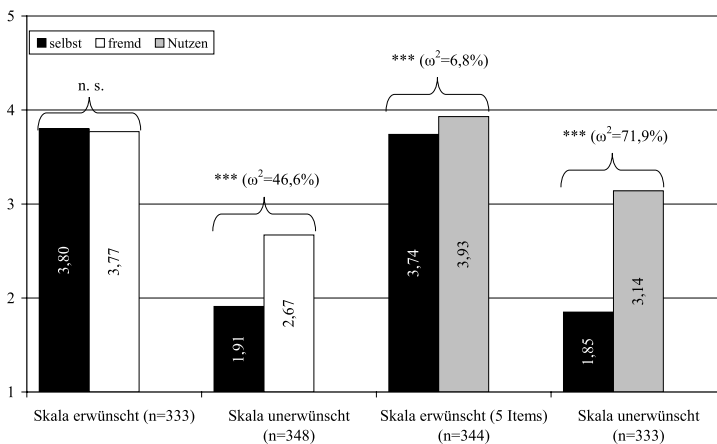 5
selbst fremd Nutzen
*** (ω²=6,8%)
n. s.
4
*** (ω²=71,9%)
*** (ω²=46,6%)
3
3,80
3,77
1,91
2,67
3,74
3,93
1,85
3,14
2
1
Skala erwünscht (n=333)
Skala unerwünscht
(n=348)
Skala erwünscht (5 Items)
(n=344)
Skala unerwünscht
(n=333)